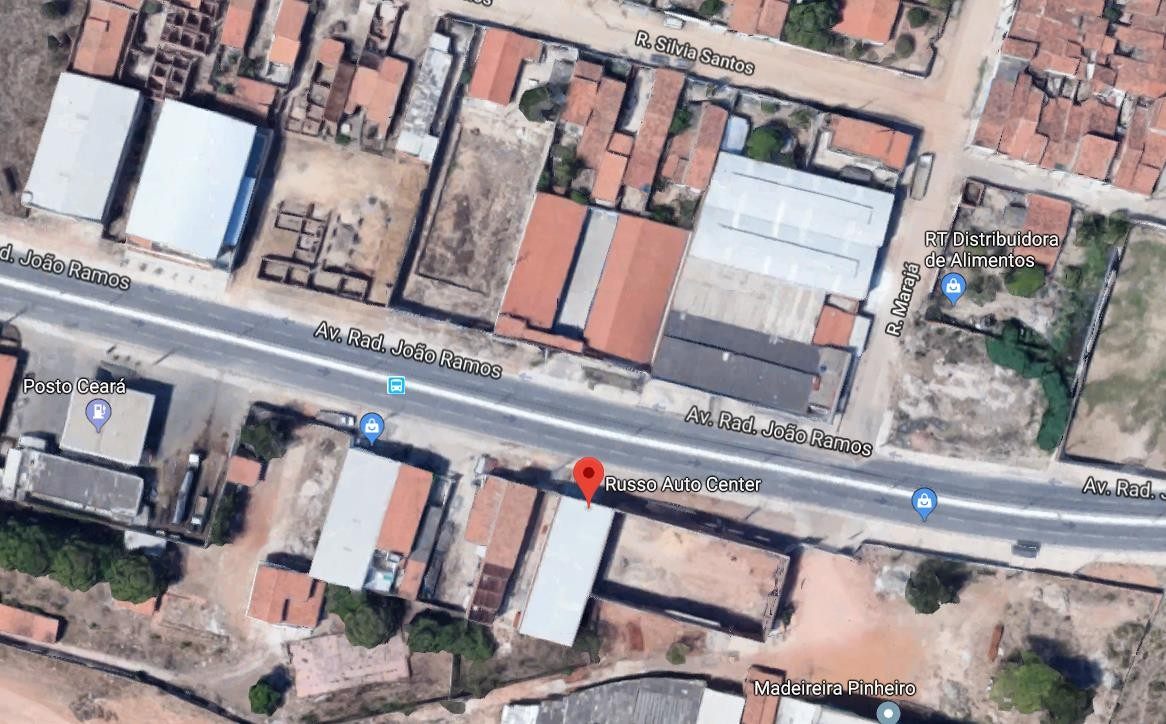 os
R. Silvia Santos
RT Distribuidora
de Alimentos
R. Marajá
d. João Ramos
Av. Rad. João Ramos
Posto Ceará
Av. Rad. João Ramos
Russo Auto Center
Av. Rad. J
Madeireira Pinheiro